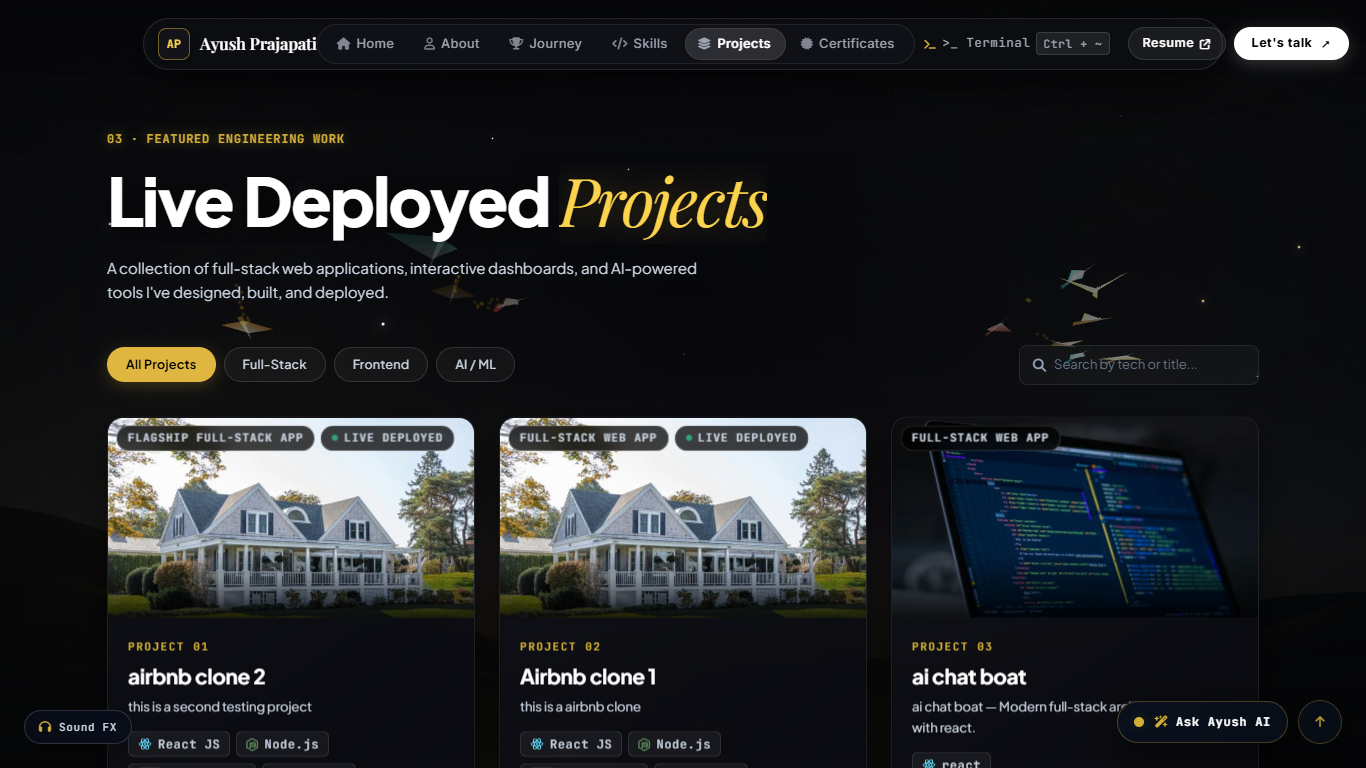 AP Ayush Prajapati Home About Journey Skills Projects Certificates >_ Terminal Ctrl + ~ Resume Let's talk ↗
03 · FEATURED ENGINEERING WORK
Live Deployed Projects
A collection of full-stack web applications, interactive dashboards, and AI-powered
tools I've designed, built, and deployed.
All Projects Full-Stack Frontend AI / ML Search by tech or title...
FLAGSHIP FULL-STACK APP LIVE DEPLOYED
PROJECT 01
airbnb clone 2
this is a second testing project
React JS Node.js
FULL-STACK WEB APP LIVE DEPLOYED
PROJECT 02
Airbnb clone 1
this is a airbnb clone
React JS Node.js
FULL-STACK WEB APP
PROJECT 03
ai chat boat
ai chat boat — Modern full-stack
with react.
react
Sound FX
Ask Ayush AI